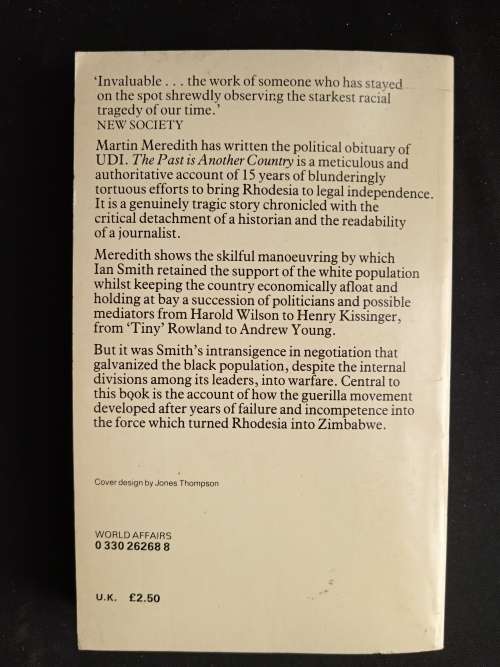 ‘Invaluable . . . the work of someone who has stayed
on the spot shrewdly observing the starkest racial
tragedy of our time.’
NEW SOCIETY
Martin Meredith has written the political obituary of
UDI. The Past is Another Country is a meticulous and
authoritative account of 15 years of blunderingly
tortuous efforts to bring Rhodesia to legal independence.
It is a genuinely tragic story chronicled with the
critical detachment of a historian and the readability
of a journalist.
Meredith shows the skilful manoeuvring by which
Ian Smith retained the support of the white population
whilst keeping the country economically afloat and
holding at bay a succession of politicians and possible
mediators from Harold Wilson to Henry Kissinger,
from ‘Tiny’ Rowland to Andrew Young.
But it was Smith’s intransigence in negotiation that
galvanized the black population, despite the internal
divisions among its leaders, into warfare. Central to
this book is the account of how the guerilla movement
developed after years of failure and incompetence into
the force which turned Rhodesia into Zimbabwe.
Cover design by Jones Thompson
WORLD AFFAIRS
0 330 26268 8
U.K. £2.50